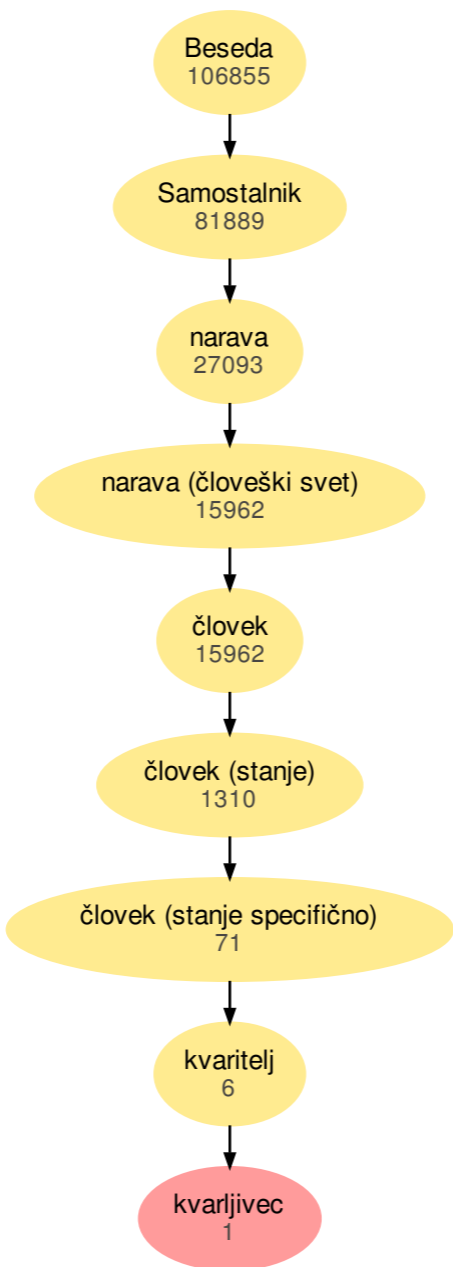 Beseda
106855
Samostalnik
81889
narava
27093
narava (človeški svet)
15962
človek
15962
človek (stanje)
1310
človek (stanje specifično)
71
kvaritelj
6
kvarljivec
1